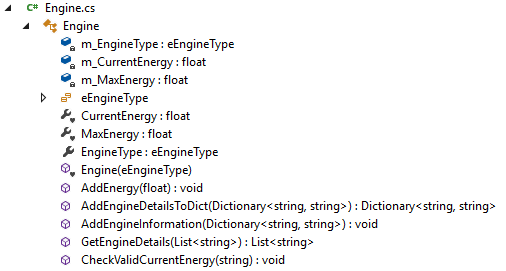 C# Engine.cs
Engine
m_EngineType : eEngineType
m_CurrentEnergy : float
m_MaxEnergy : float
eEngineType
CurrentEnergy : float
MaxEnergy : float
EngineType : eEngineType
Engine(eEngineType)
AddEnergy(float) : void
AddEngineDetailsToDict(Dictionary<string, string>) : Dictionary<string, string>
AddEngineInformation(Dictionary<string, string>) : void
GetEngineDetails(List<string>) : List<string>
CheckValidCurrentEnergy(string) : void